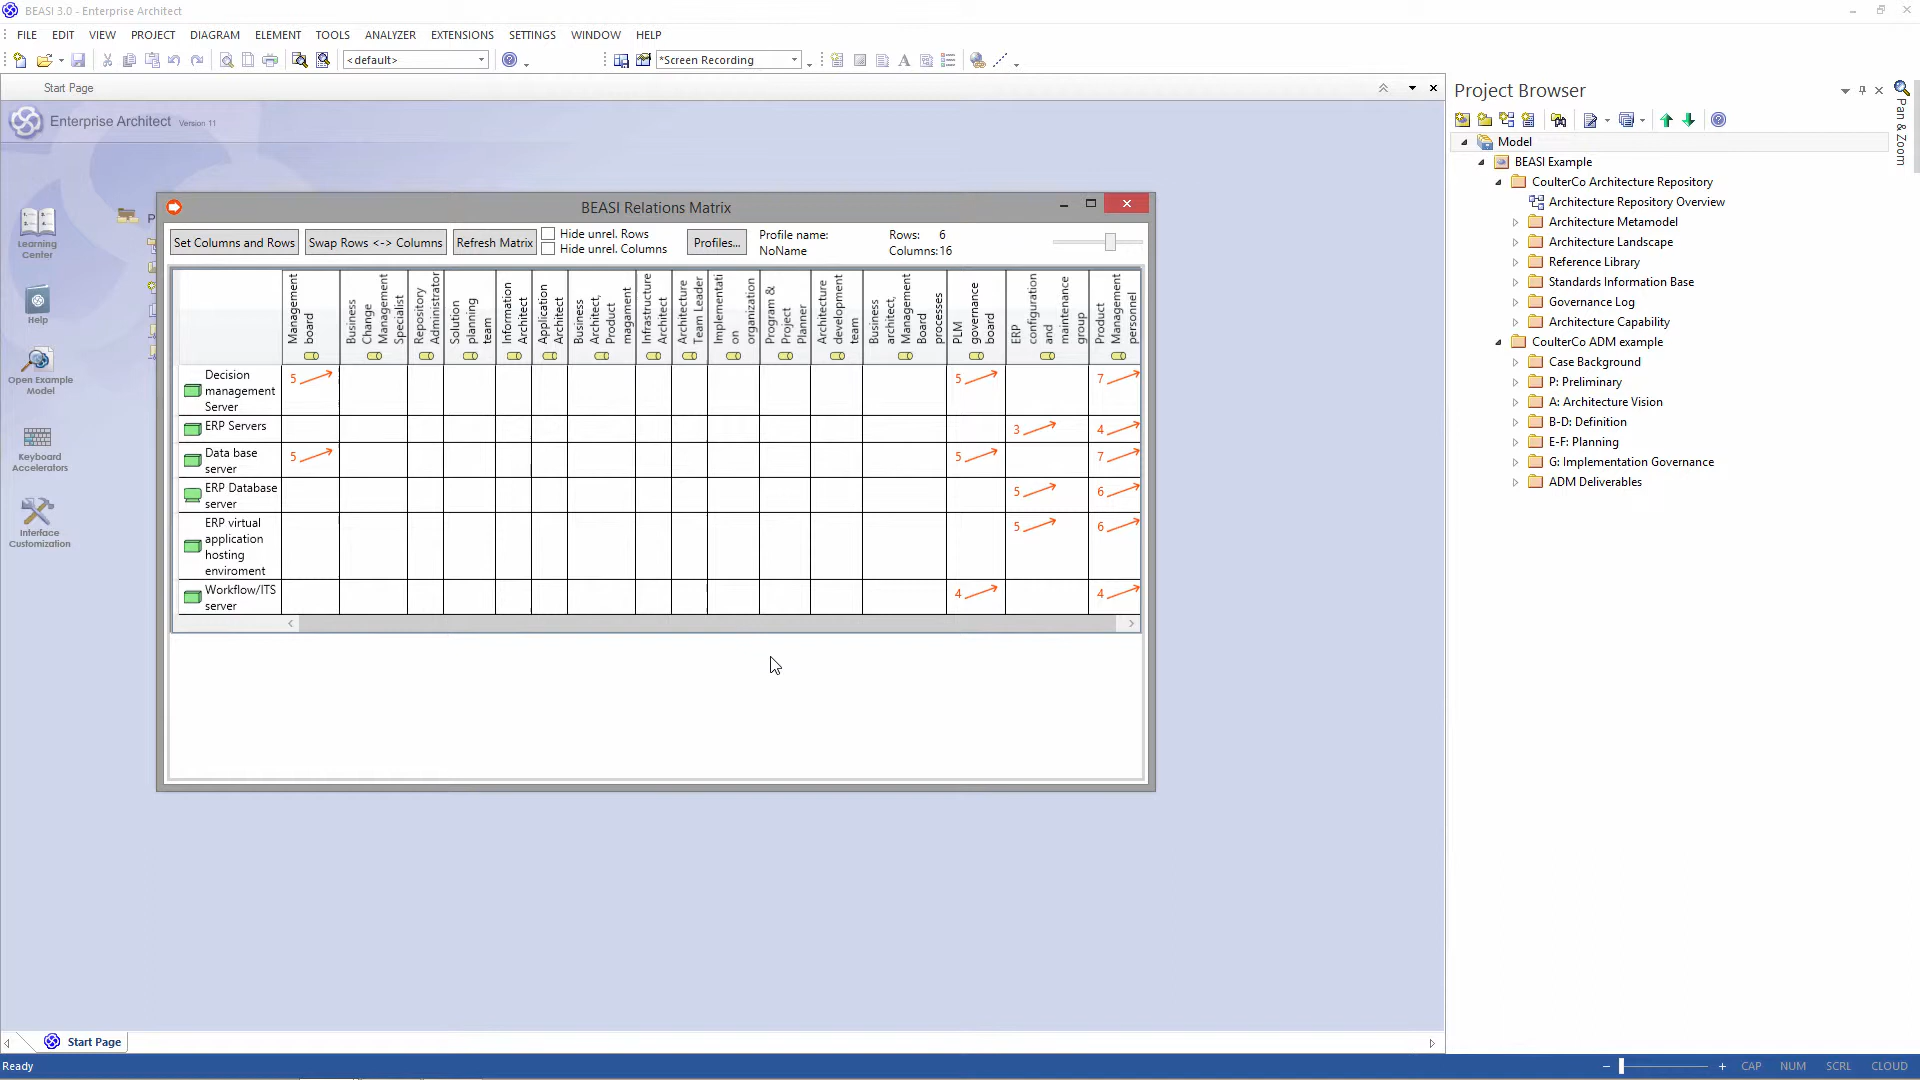 BEASI 3.0 - Enterprise Architect
FILE EDIT VIEW PROJECT DIAGRAM ELEMENT TOOLS ANALYZER EXTENSIONS SETTINGS WINDOW HELP
<default>
*Screen Recording
Start Page
Enterprise Architect Version 11
Learning
Center
Help
Open Example
Model
Keyboard
Accelerators
Interface
Customization
P
BEASI Relations Matrix
Set Columns and Rows
Swap Rows <-> Columns
Refresh Matrix
Hide unrel. Rows
Hide unrel. Columns
Profiles...
Profile name:
NoName
Rows: 6
Columns:16
Management
board
Business
Change
Management
Specialist
Repository
Administrator
Solution
planning
team
Information
Architect
Application
Architect
Business
Architect,
Product
magagement
Infrastructure
Architect
Architecture
Team Leader
Implementati
on
organization
Program &
Project
Planner
Architecture
development
team
Business
architect,
Management
Board
processes
PLM
governance
board
ERP
configuration
and
maintenance
group
Product
Management
personnel
Decision
management
Server
5 5 7
ERP Servers
3 4
Data base
server
5 5 7
ERP Database
server
5 6
ERP virtual
application
hosting
enviroment
5 6
Workflow/ITS
server
4 4
Project Browser
Model
BEASI Example
CoulterCo Architecture Repository
Architecture Repository Overview
Architecture Metamodel
Architecture Landscape
Reference Library
Standards Information Base
Governance Log
Architecture Capability
CoulterCo ADM example
Case Background
P: Preliminary
A: Architecture Vision
B-D: Definition
E-F: Planning
G: Implementation Governance
ADM Deliverables
Pan & Zoom
Start Page
Ready
CAP NUM SCRL CLOUD